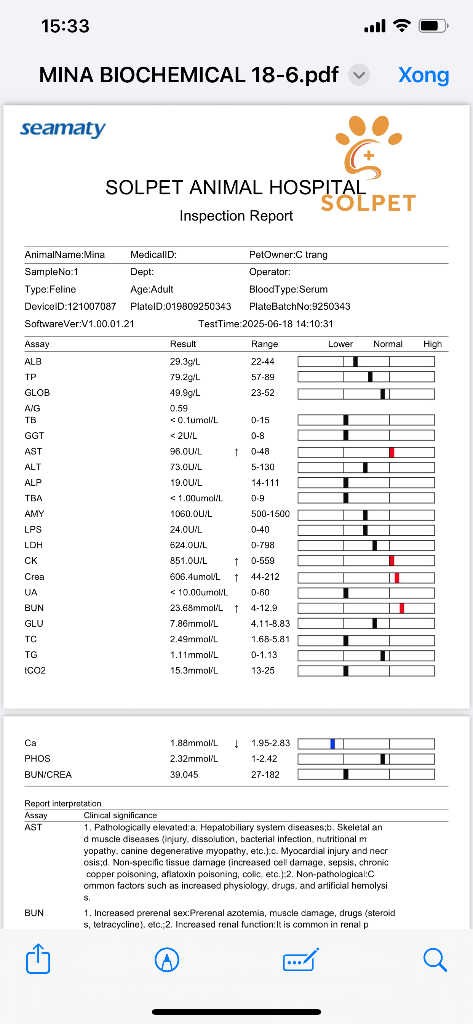 15:33
MINA BIOCHEMICAL 18-6.pdf
Xong
seamaty
SOLPET
SOLPET ANIMAL HOSPITAL
Inspection Report
AnimalName:Mina MedicalID: PetOwner:C trang
SampleNo:1 Dept: Operator:
Type:Feline Age:Adult BloodType:Serum
DeviceID:121007087 PlateID:019809250343 PlateBatchNo:9250343
SoftwareVer:V1.00.01.21 TestTime:2025-06-18 14:10:31
Assay Result Range Lower Normal High
ALB 29.3g/L 22-44
TP 79.2g/L 57-89
GLOB 49.9g/L 23-52
A/G 0.59
TB < 0.1umol/L 0-15
GGT < 2U/L 0-8
AST 96.0U/L ↑ 0-48
ALT 73.0U/L 5-130
ALP 19.0U/L 14-111
TBA < 1.00umol/L 0-9
AMY 1060.0U/L 500-1500
LPS 24.0U/L 0-40
LDH 624.0U/L 0-798
CK 851.0U/L ↑ 0-559
Crea 606.4umol/L ↑ 44-212
UA < 10.00umol/L 0-60
BUN 23.68mmol/L ↑ 4-12.9
GLU 7.86mmol/L 4.11-8.83
TC 2.49mmol/L 1.68-5.81
TG 1.11mmol/L 0-1.13
tCO2 15.3mmol/L 13-25
Ca 1.88mmol/L ↓ 1.95-2.83
PHOS 2.32mmol/L 1-2.42
BUN/CREA 39.045 27-182
Report interpretation
Assay Clinical significance
AST 1. Pathologically elevated:a. Hepatobiliary system diseases;b. Skeletal an
d muscle diseases (injury, dissolution, bacterial infection, nutritional m
yopathy, canine degenerative myopathy, etc.);c. Myocardial injury and necr
osis;d. Non-specific tissue damage (increased cell damage, sepsis, chronic
copper poisoning, aflatoxin poisoning, colic, etc.);2. Non-pathological:C
ommon factors such as increased physiology, drugs, and artificial hemolysi
s.
BUN 1. Increased prerenal sex:Prerenal azotemia, muscle damage, drugs (steroid
s, tetracycline), etc.;2. Increased renal function:It is common in renal p